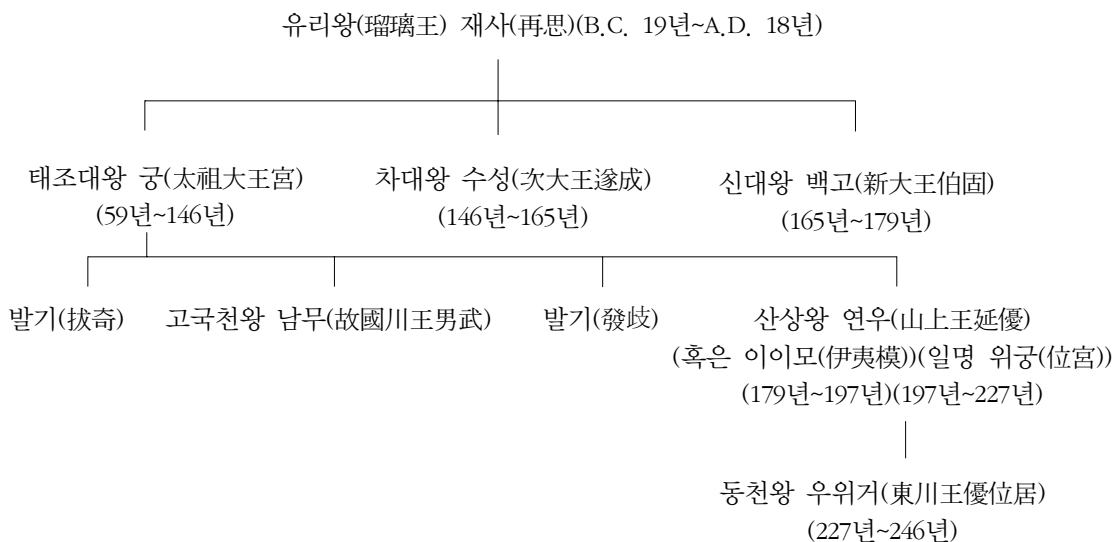 유리왕(瑠璃王) 재사(再思)(B.C. 19년~A.D. 18년)
태조대왕 궁(太祖大王宮)
(59년~146년)
차대왕 수성(次大王遂成)
(146년~165년)
신대왕 백고(新大王伯固)
(165년~179년)
발기(拔奇)
고국천왕 남무(故國川王男武)
발기(發歧)
산상왕 연우(山上王延優)
(혹은 이이모(伊夷模))(일명 위궁(位宮))
(179년~197년)(197년~227년)
동천왕 우위거(東川王優位居)
(227년~246년)